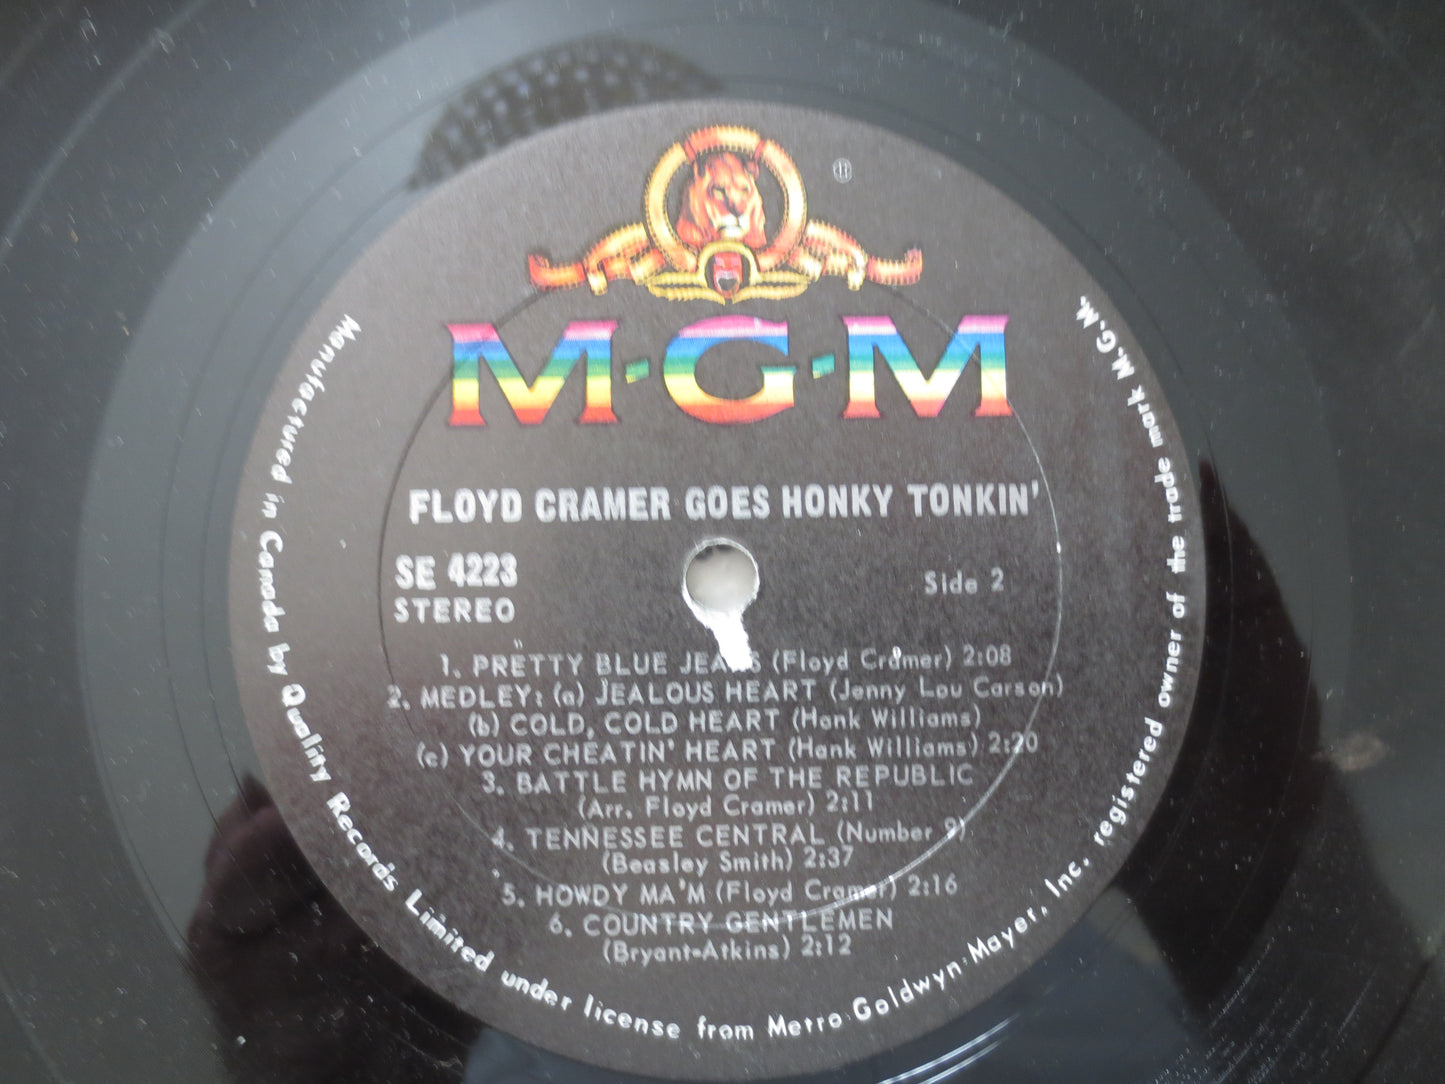 ®
M·G·M
FLOYD CRAMER GOES HONKY TONKIN'
SE 4223
STEREO
Side 2
1. PRETTY BLUE JEANS (Floyd Cramer) 2:08
2. MEDLEY: (a) JEALOUS HEART (Jenny Lou Carson)
(b) COLD, COLD HEART (Hank Williams)
(c) YOUR CHEATIN' HEART (Hank Williams) 2:20
3. BATTLE HYMN OF THE REPUBLIC
(Arr. Floyd Cramer) 2:11
4. TENNESSEE CENTRAL (Number 9)
(Beasley Smith) 2:37
5. HOWDY MA'M (Floyd Cramer) 2:16
6. COUNTRY GENTLEMEN
(Bryant-Atkins) 2:12
Manufactured in Canada by Quality Records Limited under license from Metro-Goldwyn-Mayer, Inc. registered owner of the trade mark M.G.M.